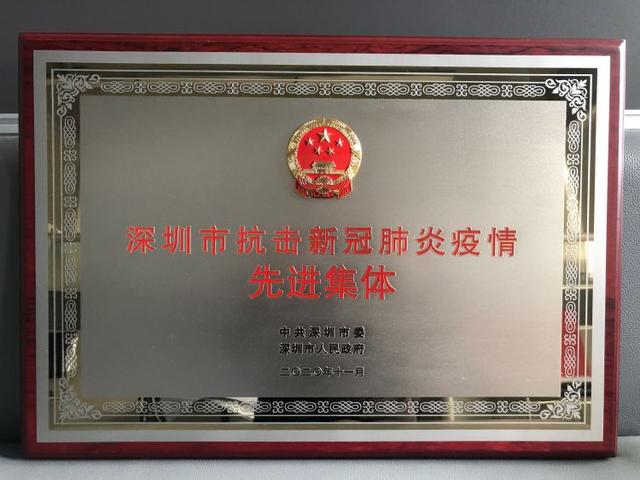 深圳市抗击新冠肺炎疫情
先进集体
中共深圳市委
深圳市人民政府
二〇二〇年十一月